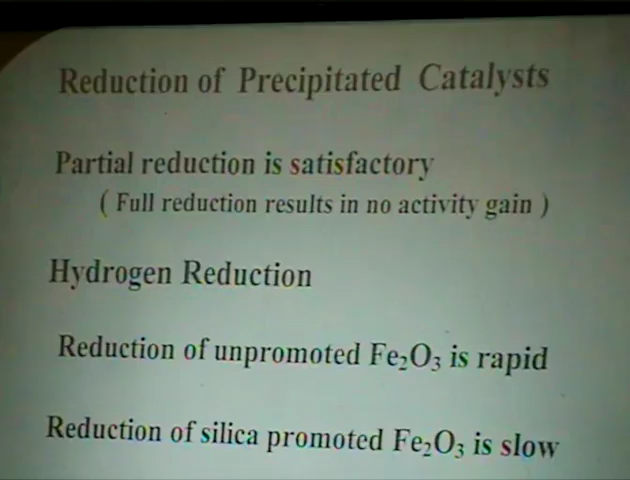 Reduction of Precipitated Catalysts
Partial reduction is satisfactory
( Full reduction results in no activity gain )
Hydrogen Reduction
Reduction of unpromoted Fe₂O₃ is rapid
Reduction of silica promoted Fe₂O₃ is slow